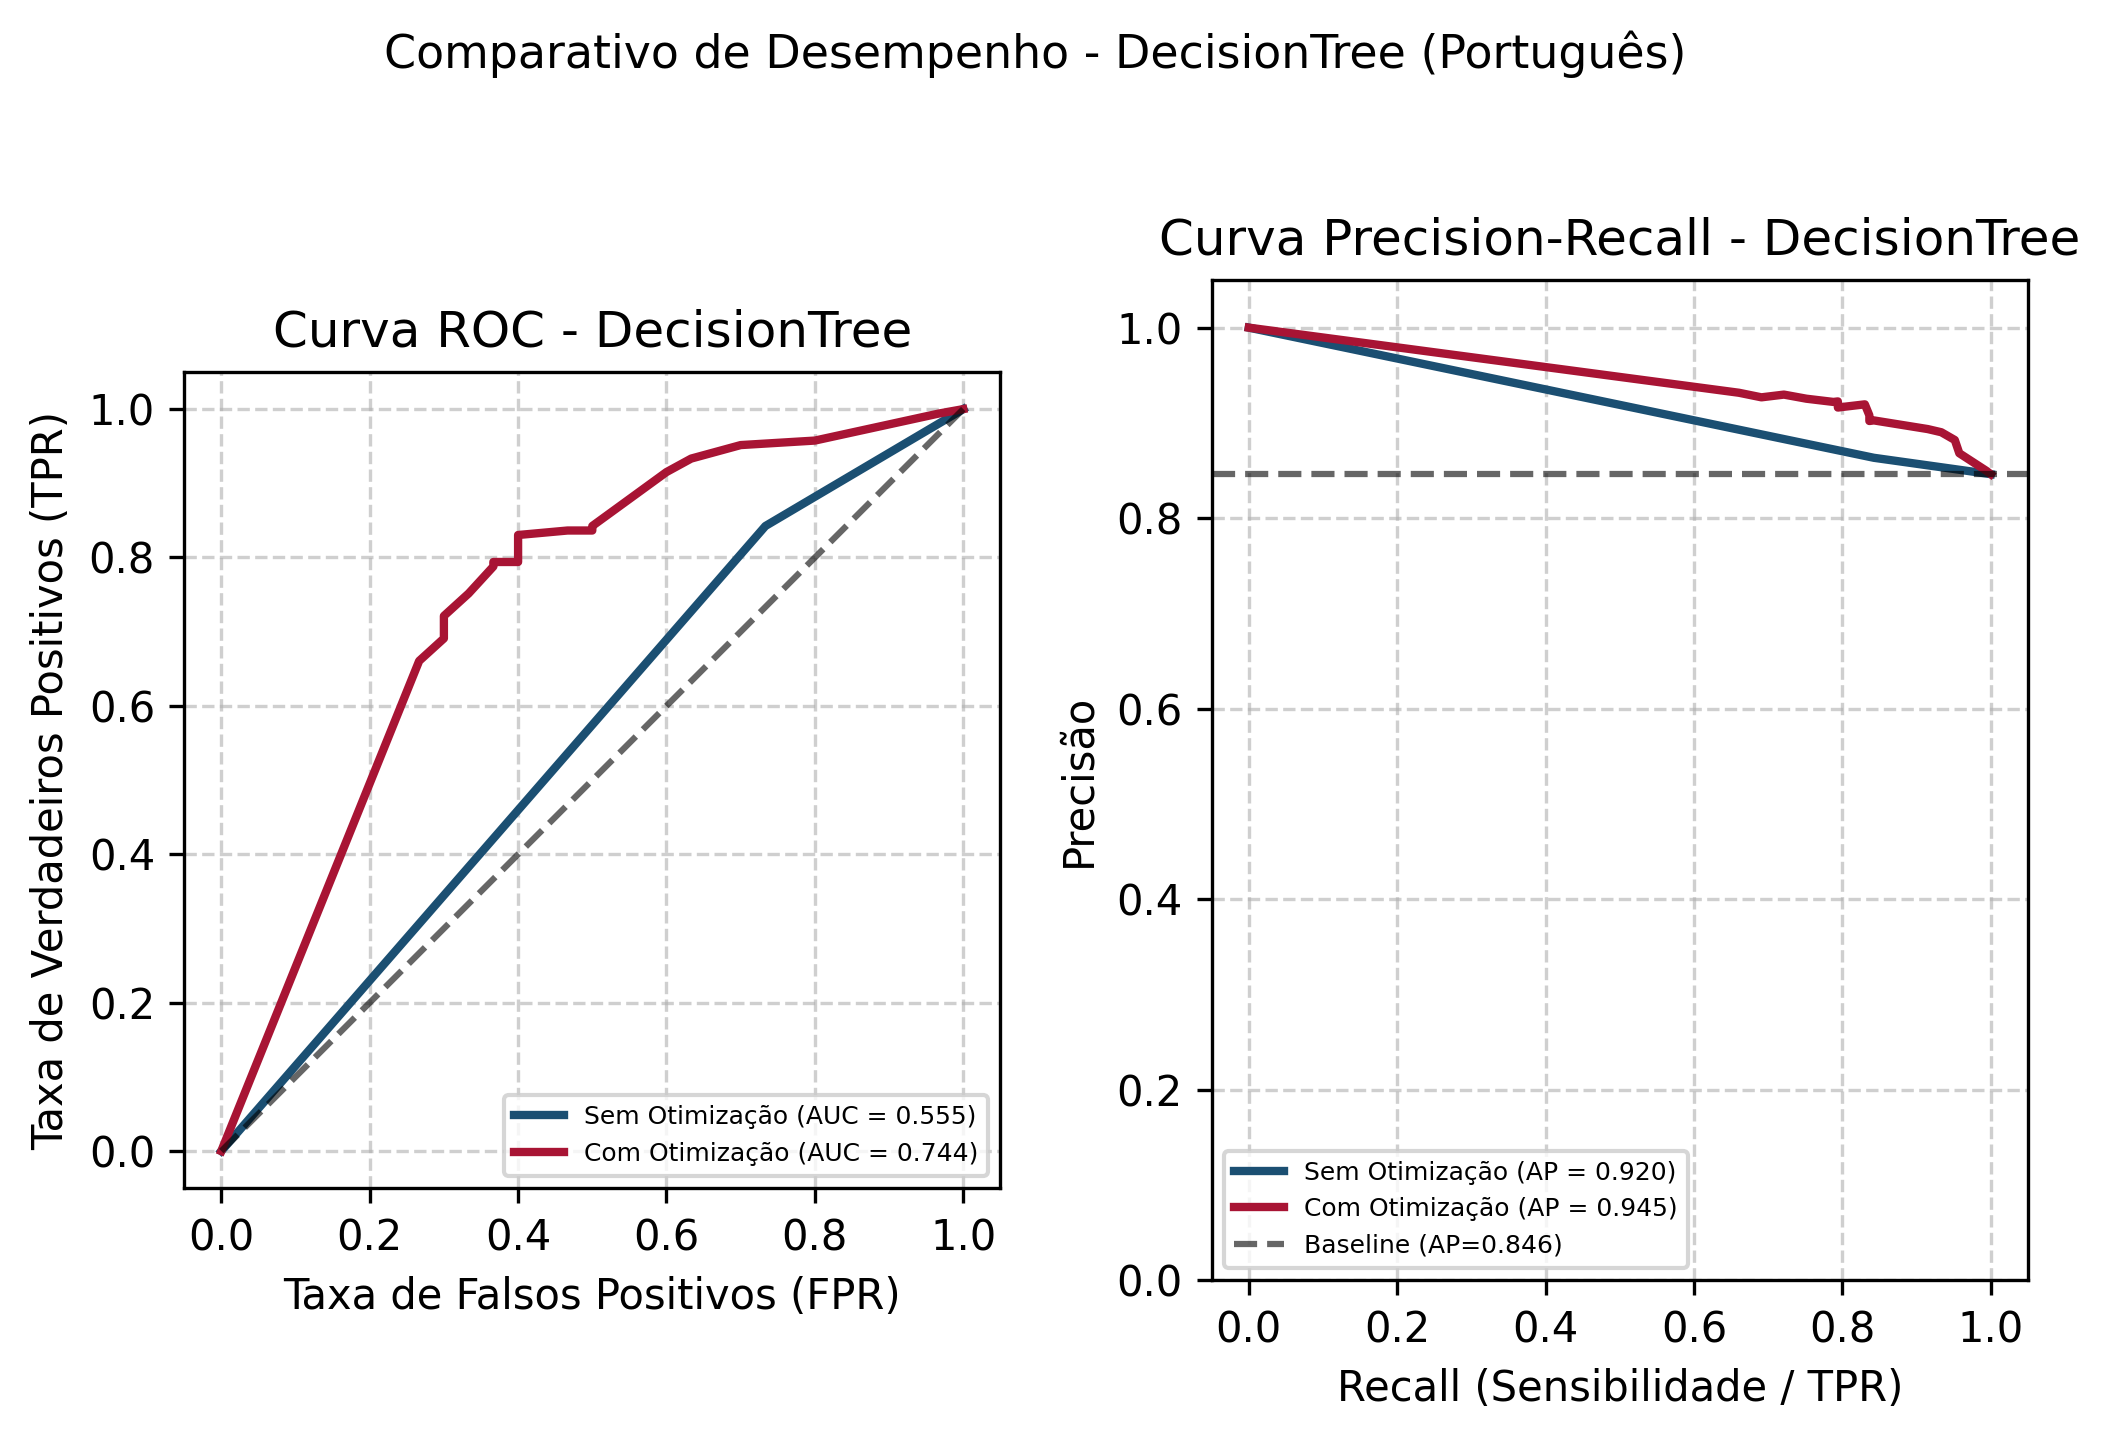 Comparativo de Desempenho - DecisionTree (Português)
Curva ROC - DecisionTree
Taxa de Verdadeiros Positivos (TPR)
1.0
0.8
0.6
0.4
0.2
0.0
Sem Otimização (AUC = 0.555)
Com Otimização (AUC = 0.744)
0.0 0.2 0.4 0.6 0.8 1.0
Taxa de Falsos Positivos (FPR)
Curva Precision-Recall - DecisionTree
Precisão
1.0
0.8
0.6
0.4
0.2
0.0
Sem Otimização (AP = 0.920)
Com Otimização (AP = 0.945)
Baseline (AP=0.846)
0.0 0.2 0.4 0.6 0.8 1.0
Recall (Sensibilidade / TPR)